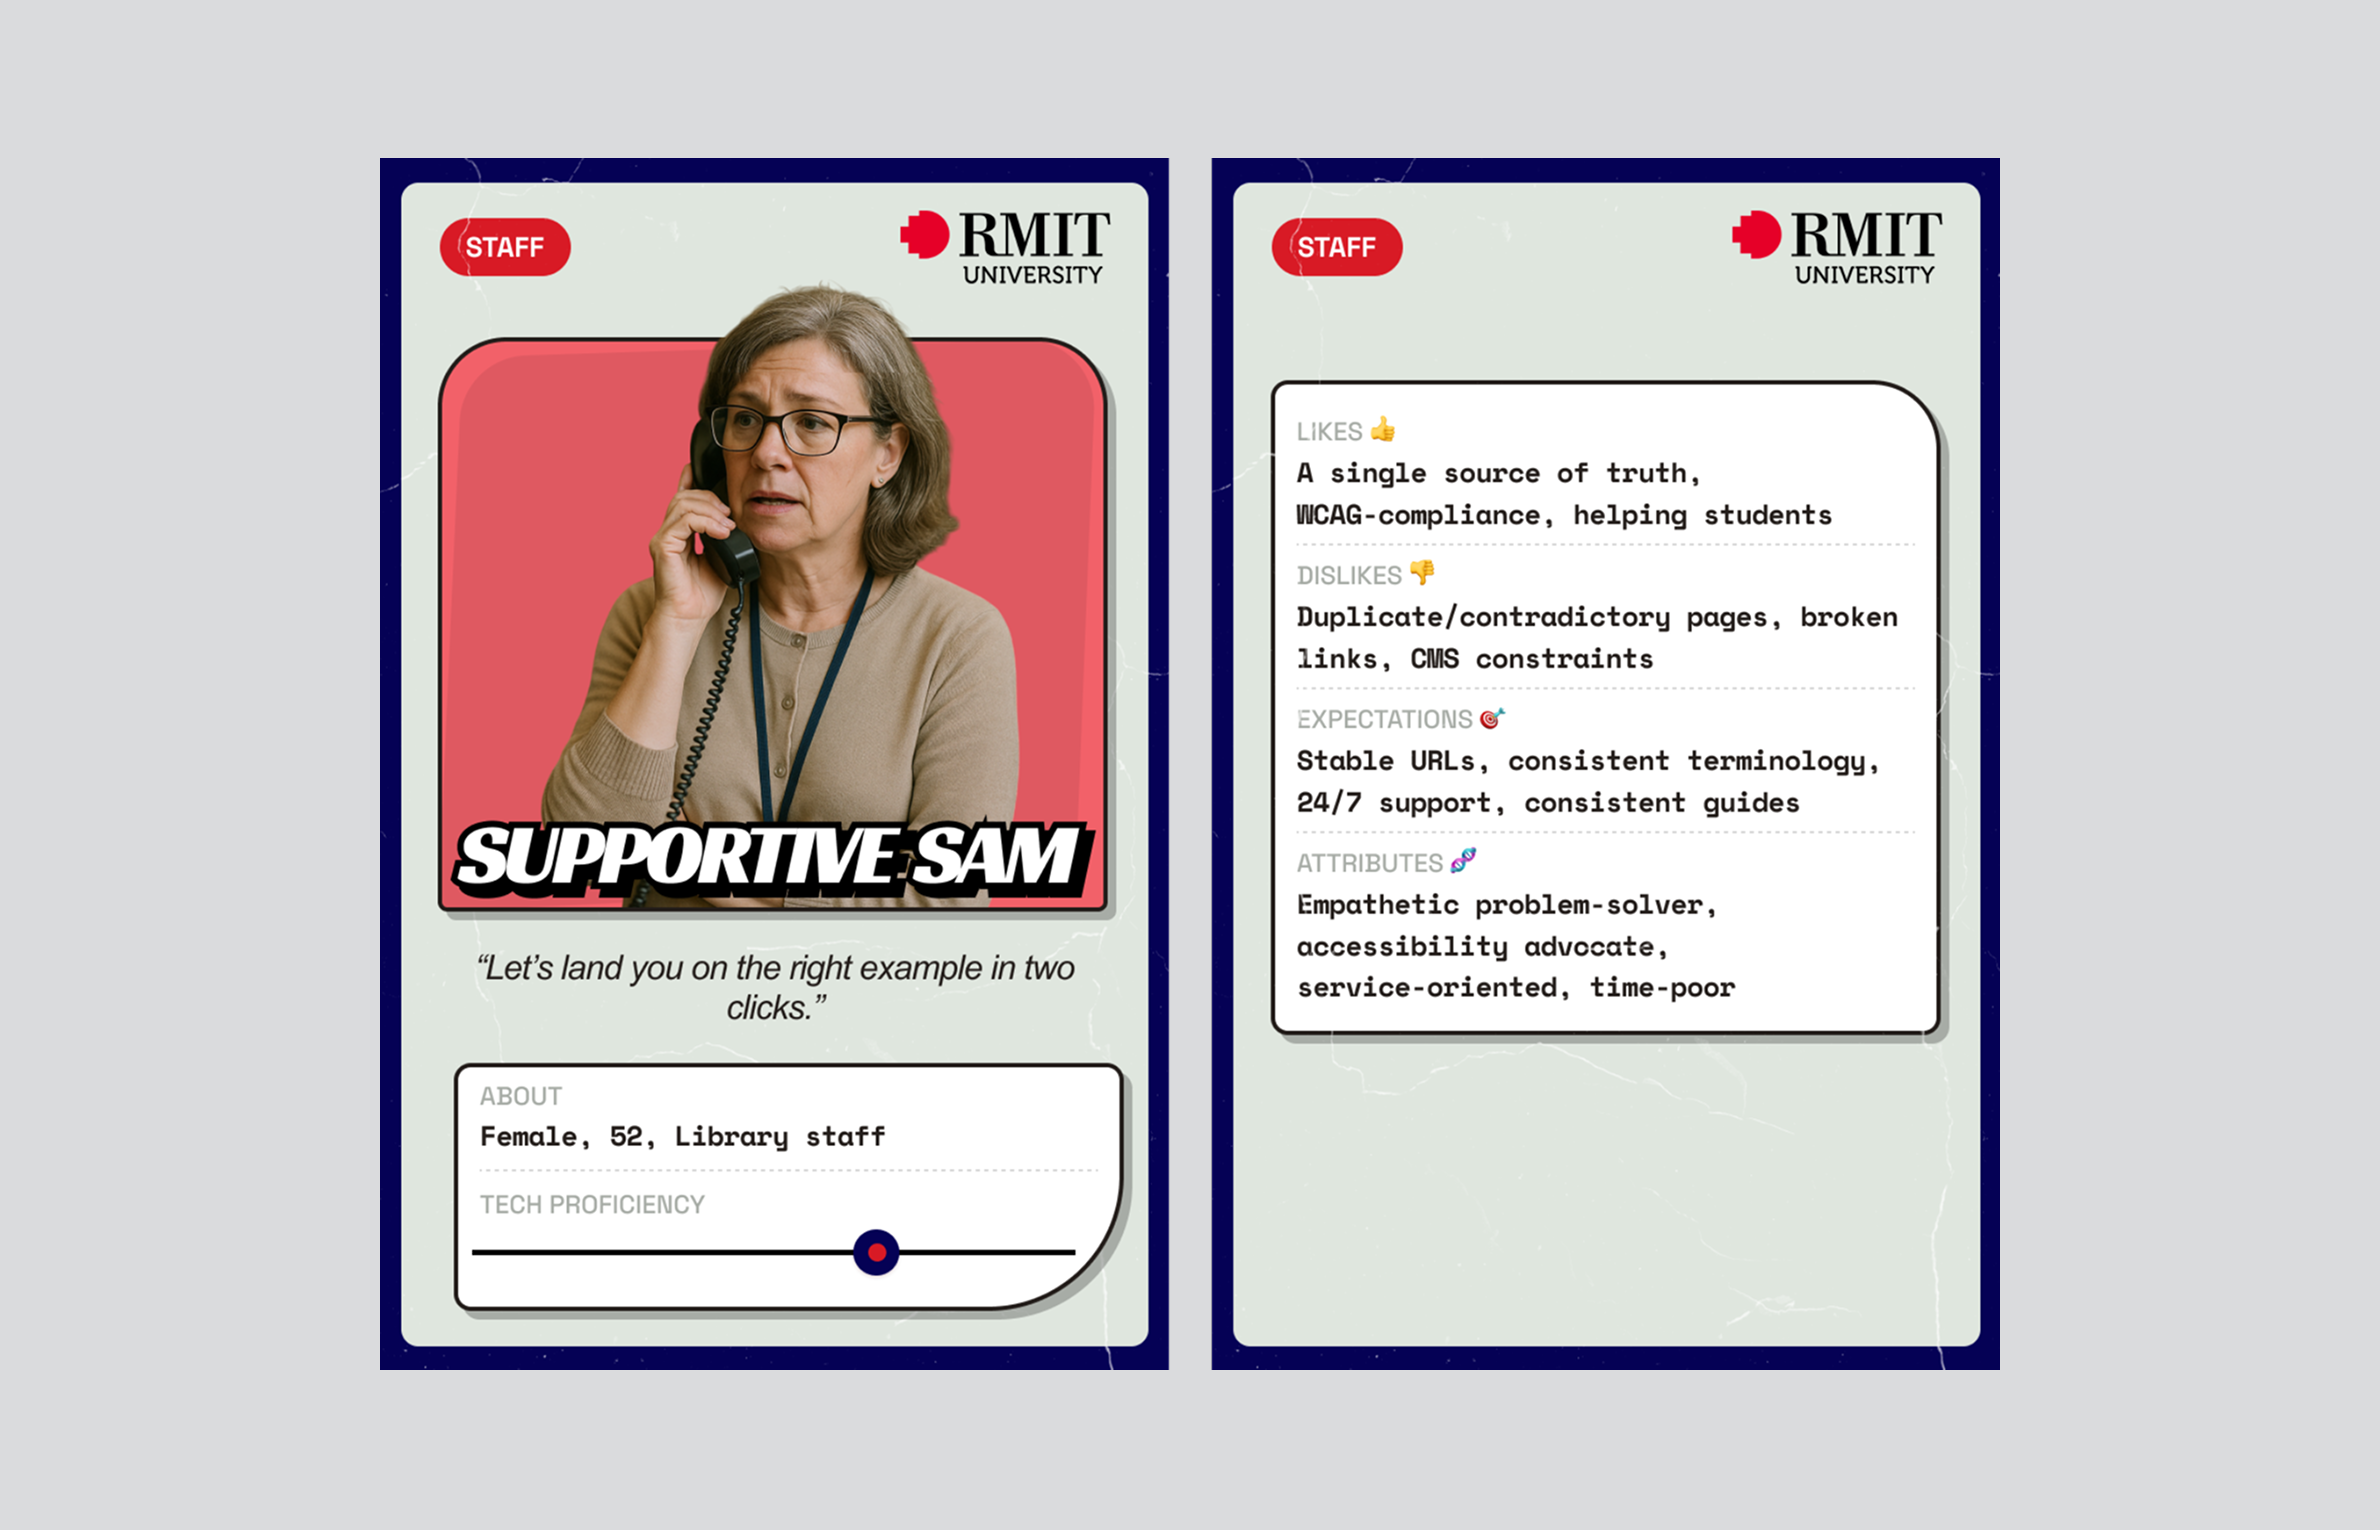 STAFF
RMIT
UNIVERSITY
SUPPORTIVE SAM
“Let’s land you on the right example in two
clicks.”
ABOUT
Female, 52, Library staff
TECH PROFICIENCY
STAFF
RMIT
UNIVERSITY
LIKES 👍
A single source of truth,
WCAG-compliance, helping students
DISLIKES 👎
Duplicate/contradictory pages, broken
links, CMS constraints
EXPECTATIONS 🎯
Stable URLs, consistent terminology,
24/7 support, consistent guides
ATTRIBUTES 🧬
Empathetic problem-solver,
accessibility advocate,
service-oriented, time-poor